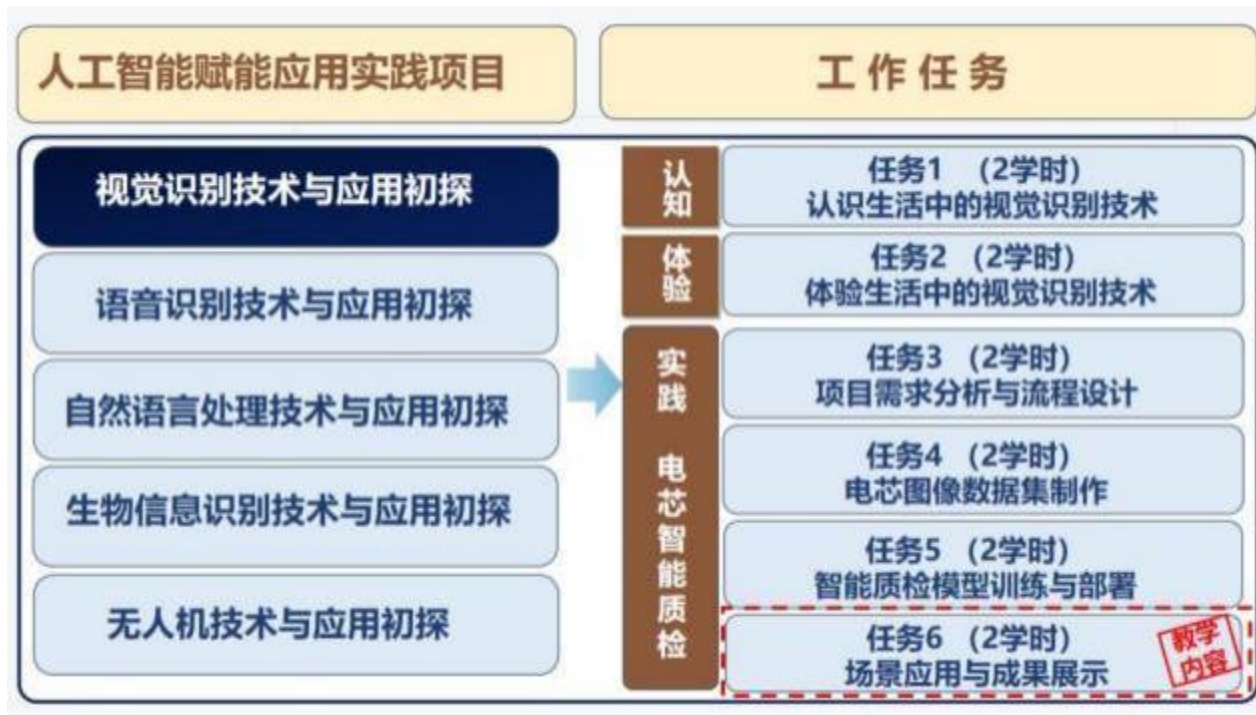 人工智能赋能应用实践项目
工作任务
视觉识别技术与应用初探
语音识别技术与应用初探
自然语言处理技术与应用初探
生物信息识别技术与应用初探
无人机技术与应用初探
认知
任务1 (2学时)
认识生活中的视觉识别技术
体验
任务2 (2学时)
体验生活中的视觉识别技术
实践 电芯智能质检
任务3 (2学时)
项目需求分析与流程设计
任务4 (2学时)
电芯图像数据集制作
任务5 (2学时)
智能质检模型训练与部署
任务6 (2学时)
场景应用与成果展示
教学
内容